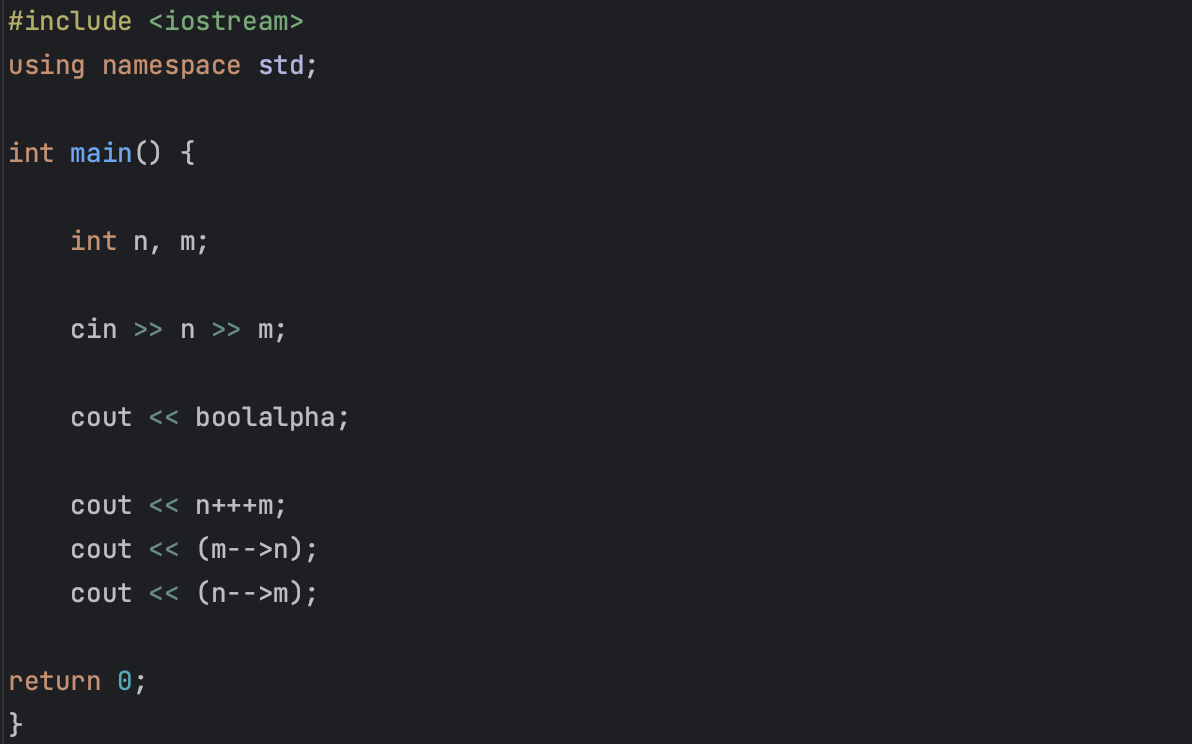 #include <iostream>
using namespace std;
int main() {
int n, m;
cin >> n >> m;
cout << boolalpha;
cout << n+++m;
cout << (m-->n);
cout << (n-->m);
return 0;
}